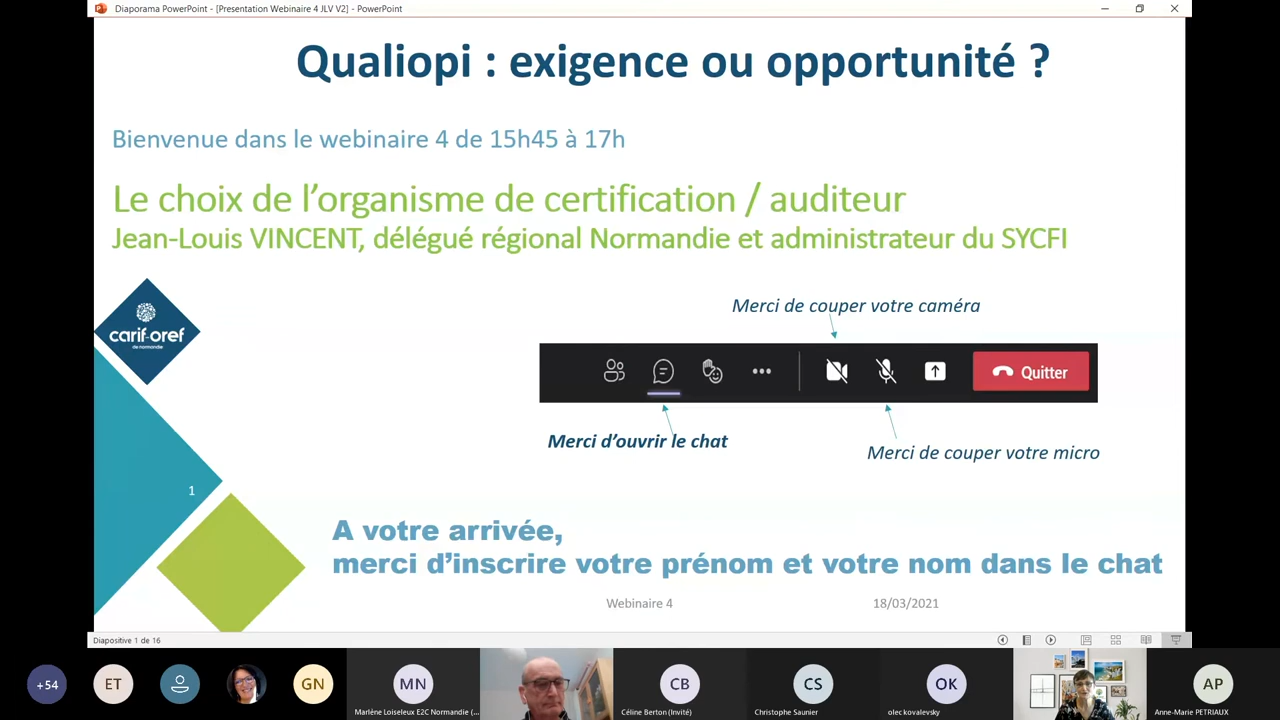 Diaporama PowerPoint - [Presentation Webinaire 4 JLV V2] - PowerPoint
Qualiopi : exigence ou opportunité ?
Bienvenue dans le webinaire 4 de 15h45 à 17h
Le choix de l’organisme de certification / auditeur
Jean-Louis VINCENT, délégué régional Normandie et administrateur du SYCFI
carif-oref
de normandie
Merci de couper votre caméra
Quitter
Merci d’ouvrir le chat
Merci de couper votre micro
1
A votre arrivée,
merci d’inscrire votre prénom et votre nom dans le chat
Webinaire 4
18/03/2021
Diapositive 1 de 16
+54
ET
GN
MN
CB
CS
OK
AP
Marlène Loiseleux E2C Normandie (...
Céline Berton (Invité)
Christophe Saunier
olec kovalevsky
Anne-Marie PETRIAUX